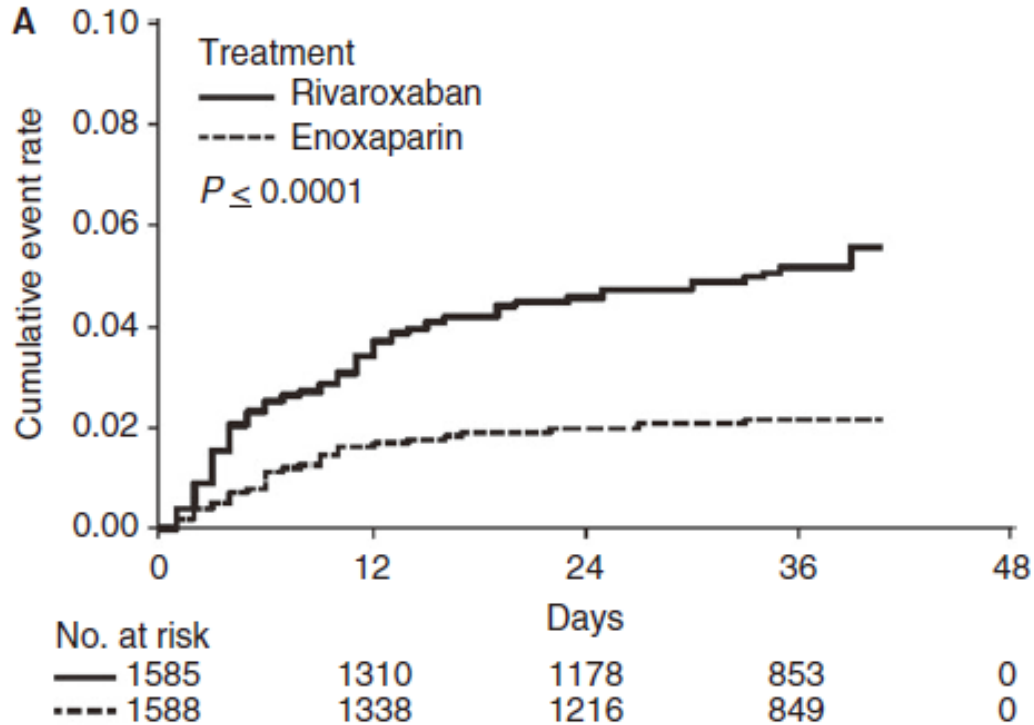 A
0.10
Treatment
Rivaroxaban
Enoxaparin
P ≤ 0.0001
0.08
0.06
0.04
0.02
0.00
Cumulative event rate
0 12 24 36 48
Days
No. at risk
1585 1310 1178 853 0
1588 1338 1216 849 0